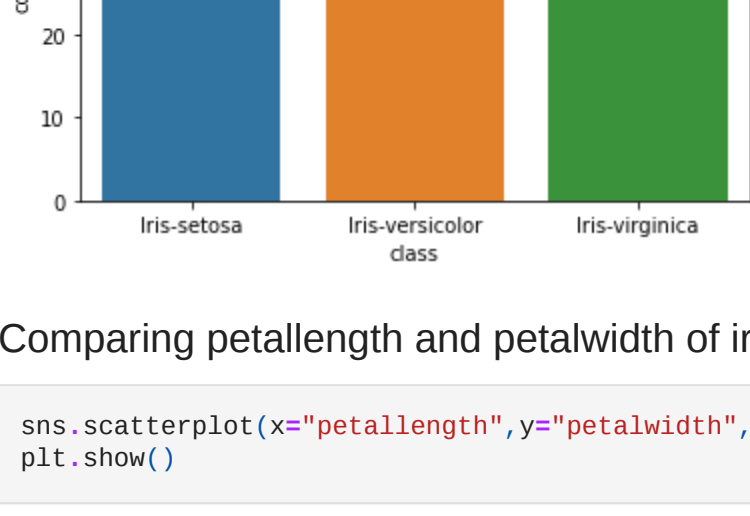 20
10
0
Iris-setosa Iris-versicolor Iris-virginica
class
Comparing petallength and petalwidth of
sns.scatterplot(x="petallength",y="petalwidth",
plt.show()